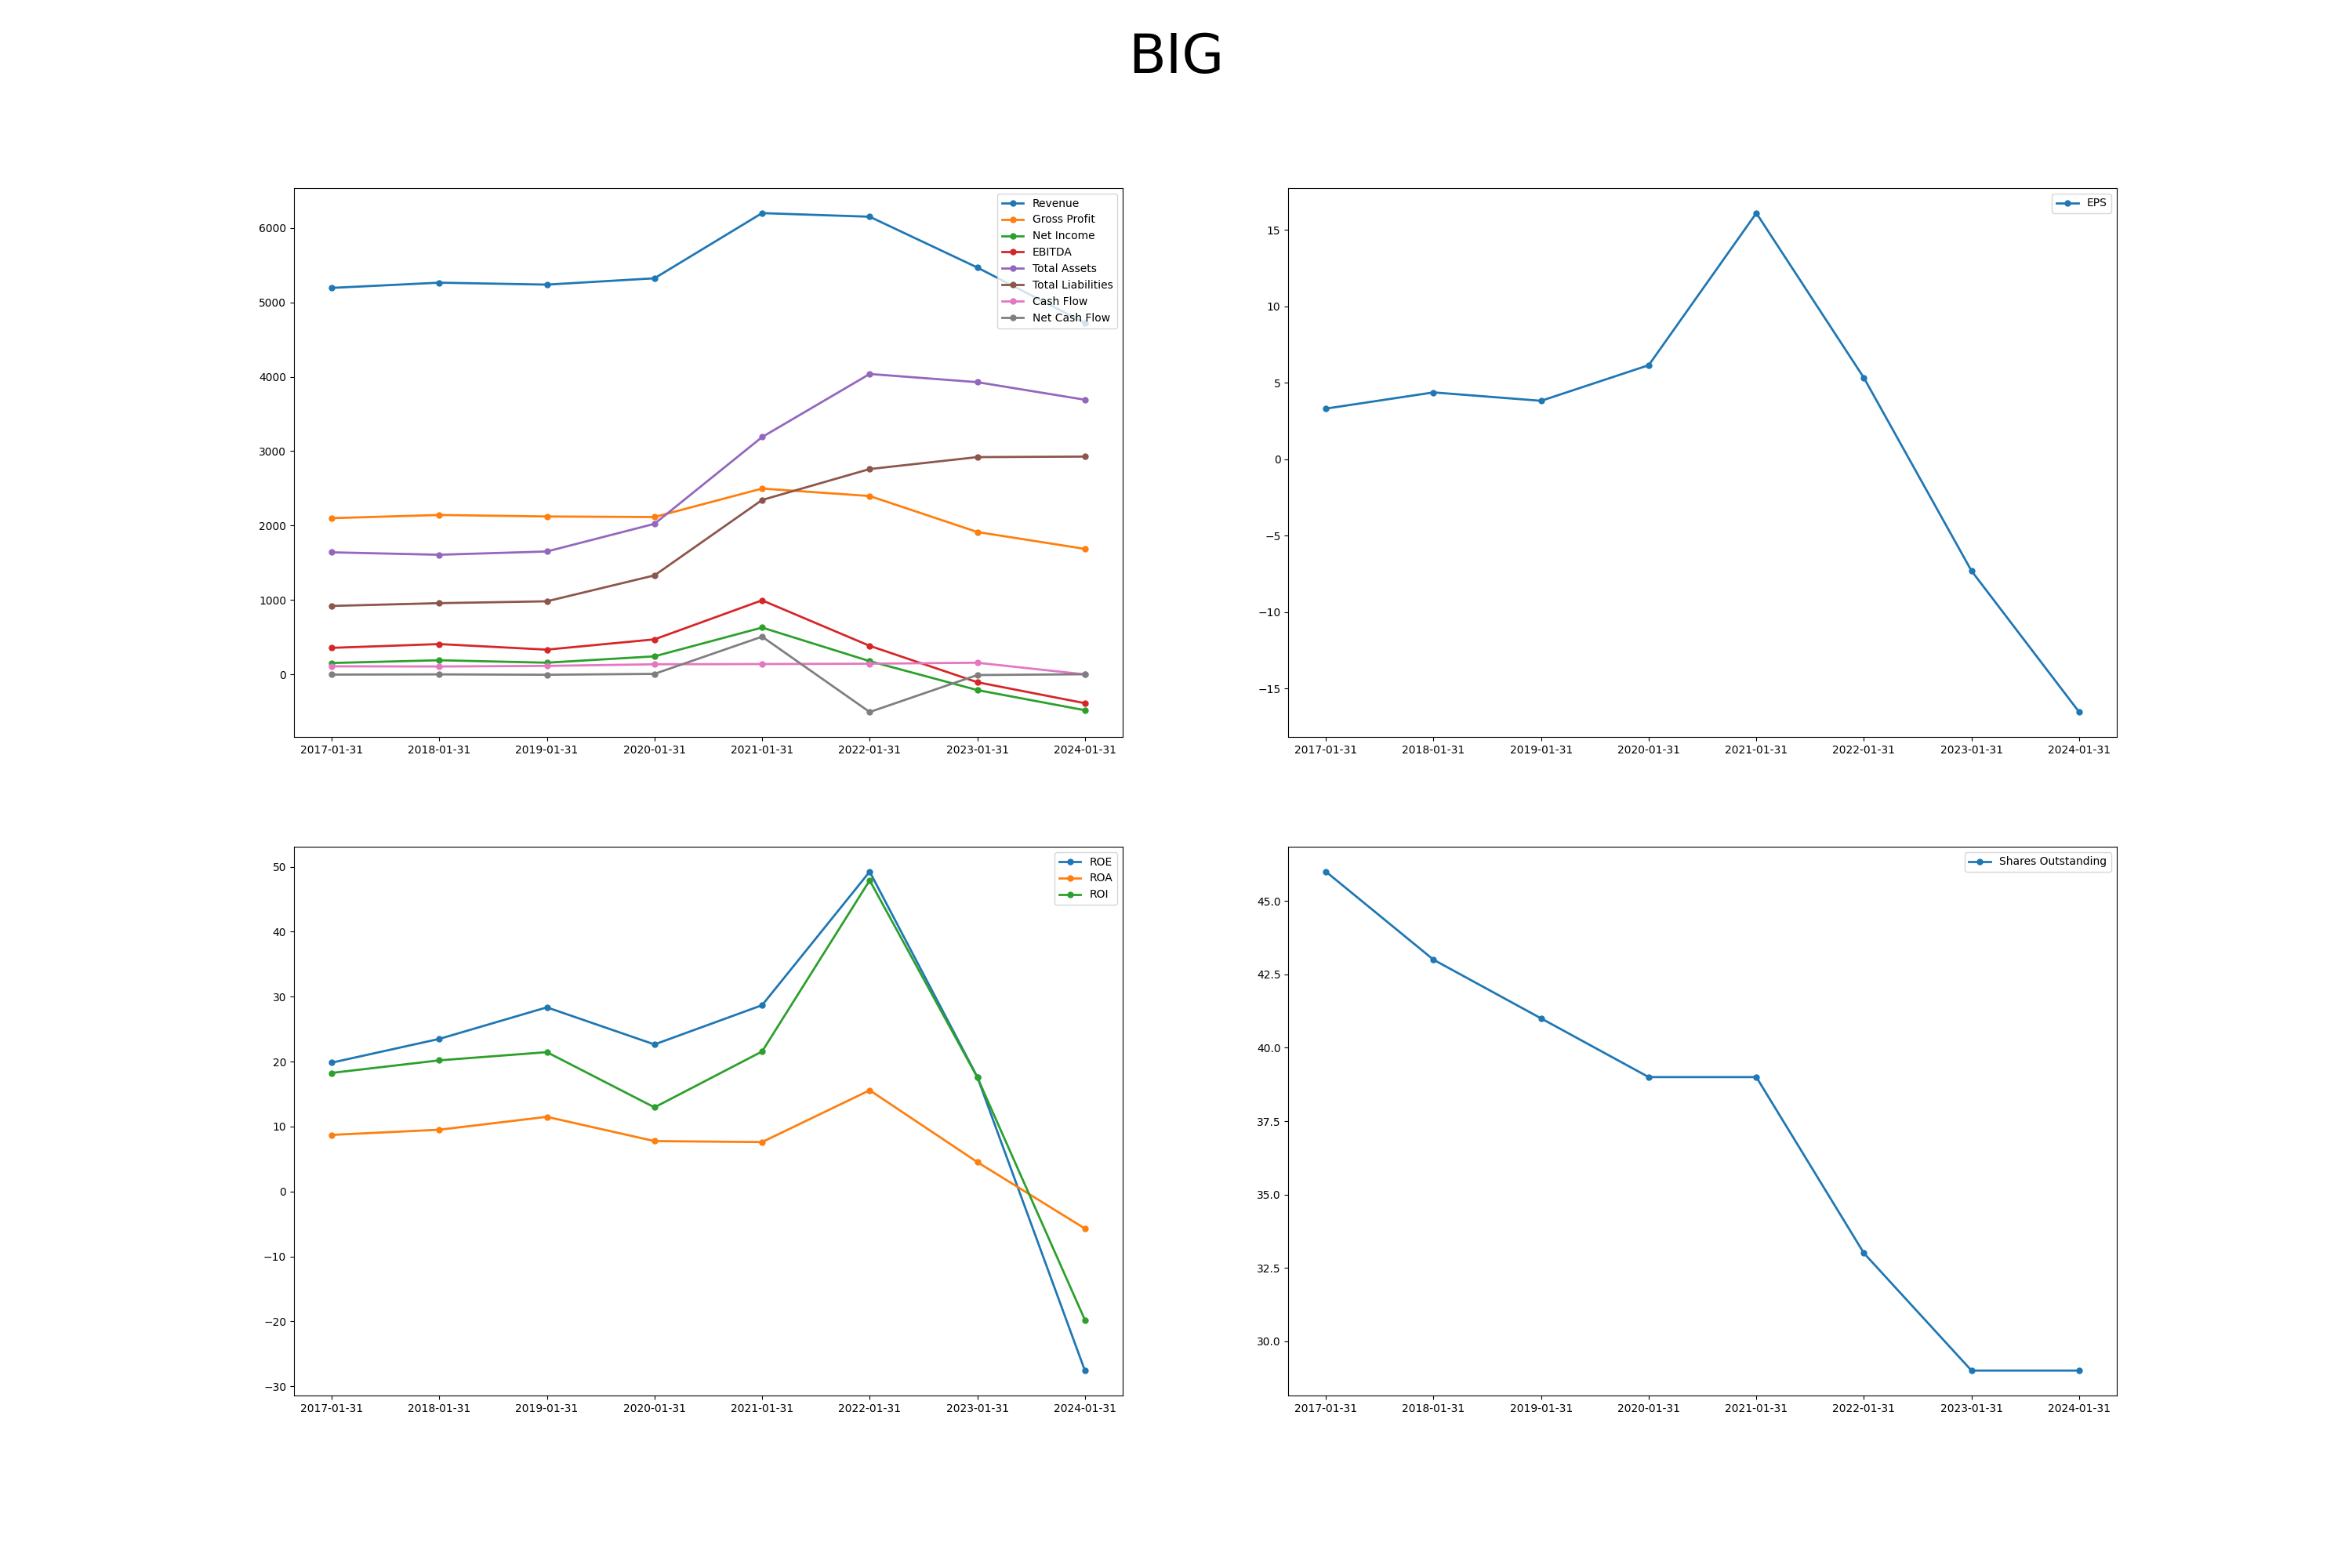 BIG
Revenue
Gross Profit
Net Income
EBITDA
Total Assets
Total Liabilities
Cash Flow
Net Cash Flow
6000
5000
4000
3000
2000
1000
0
2017-01-31 2018-01-31 2019-01-31 2020-01-31 2021-01-31 2022-01-31 2023-01-31 2024-01-31
EPS
15
10
5
0
−5
−10
−15
2017-01-31 2018-01-31 2019-01-31 2020-01-31 2021-01-31 2022-01-31 2023-01-31 2024-01-31
ROE
ROA
ROI
50
40
30
20
10
0
−10
−20
−30
2017-01-31 2018-01-31 2019-01-31 2020-01-31 2021-01-31 2022-01-31 2023-01-31 2024-01-31
Shares Outstanding
45.0
42.5
40.0
37.5
35.0
32.5
30.0
2017-01-31 2018-01-31 2019-01-31 2020-01-31 2021-01-31 2022-01-31 2023-01-31 2024-01-31